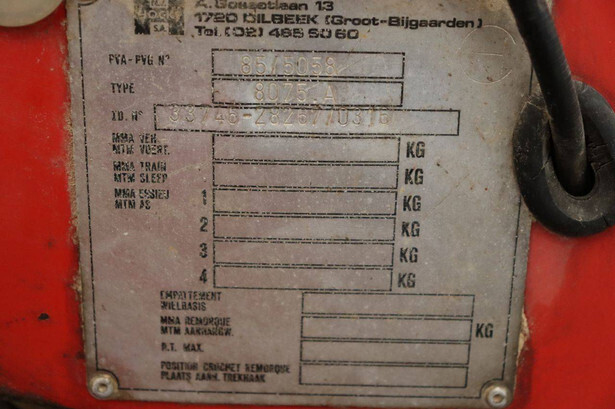 A. Gossetlaan 13
1720 DILBEEK (Groot-Bijgaarden)
Tel. (02) 465 50 60
PVA-PVG N° 85/5058
TYPE 8075 A
ID. N°
MMA VEH. KG
MTM VOERT.
MMA TRAIN KG
MTM SLEEP
MMA ESSIEU 1 KG
MTM AS
2 KG
3 KG
4 KG
EMPATTEMENT
WIELBASIS
MMA REMORQUE KG
MTM AANHANGW.
P.T. MAX.
POSITION CROCHET REMORQUE
PLAATS AANH. TREKHAAK